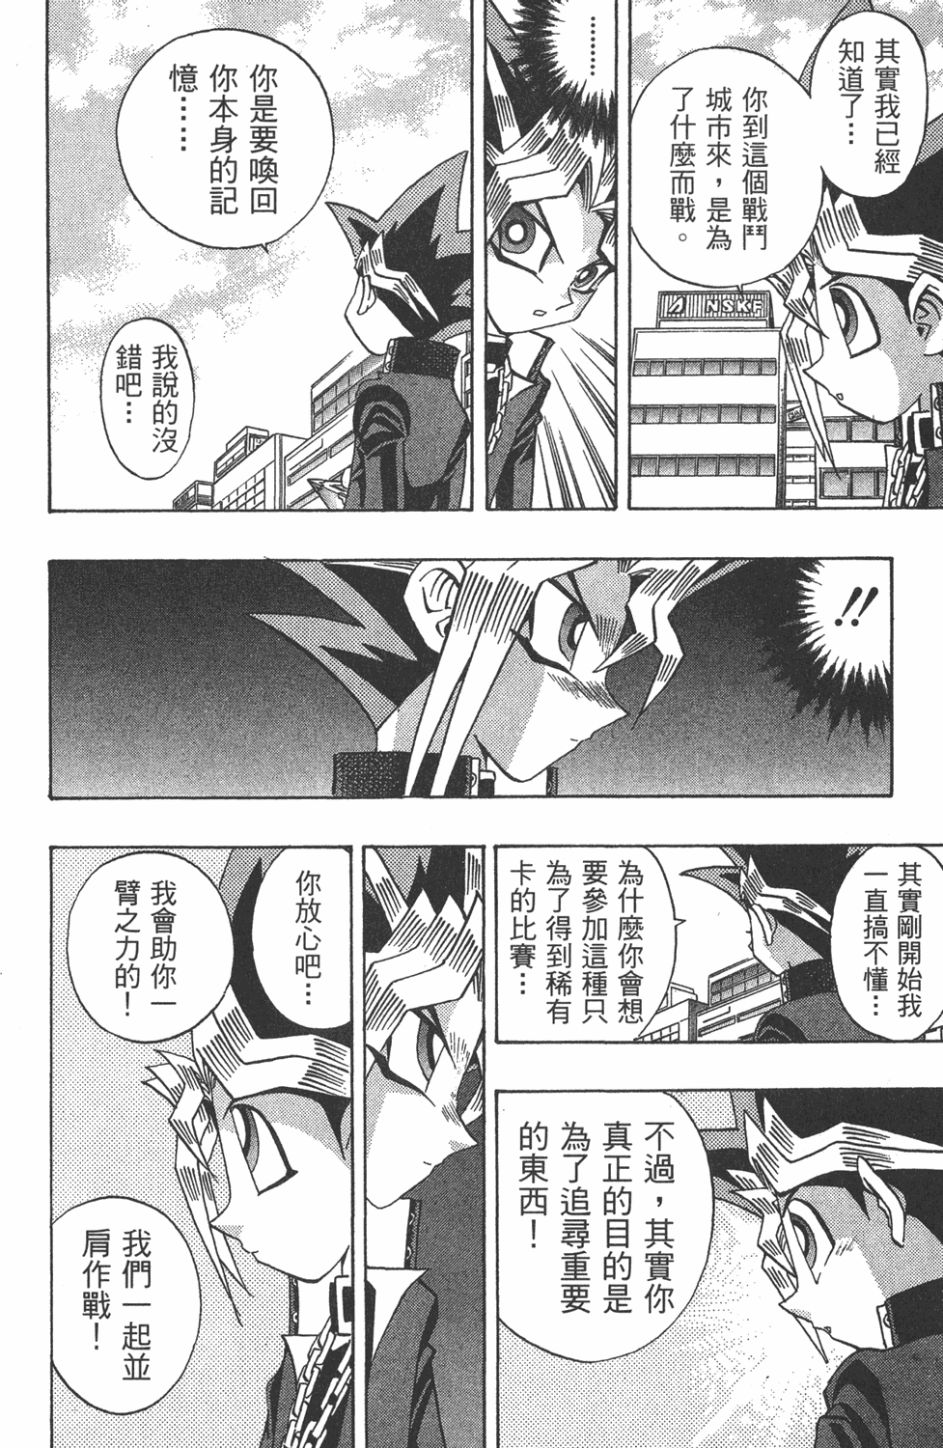 其實我已經
知道了…
你到這個戰鬥
城市來，是為
了什麼而戰。
NSKF
………
你是要喚回
你本身的記
憶……
我說的沒
錯吧…
!!
其實剛開始我
一直搞不懂…
為什麼你會想
要參加這種只
為了得到稀有
卡的比賽…
不過，其實你
真正的目的是
為了追尋重要
的東西！
你放心吧…
我會助你一
臂之力的！
我們一起並
肩作戰！